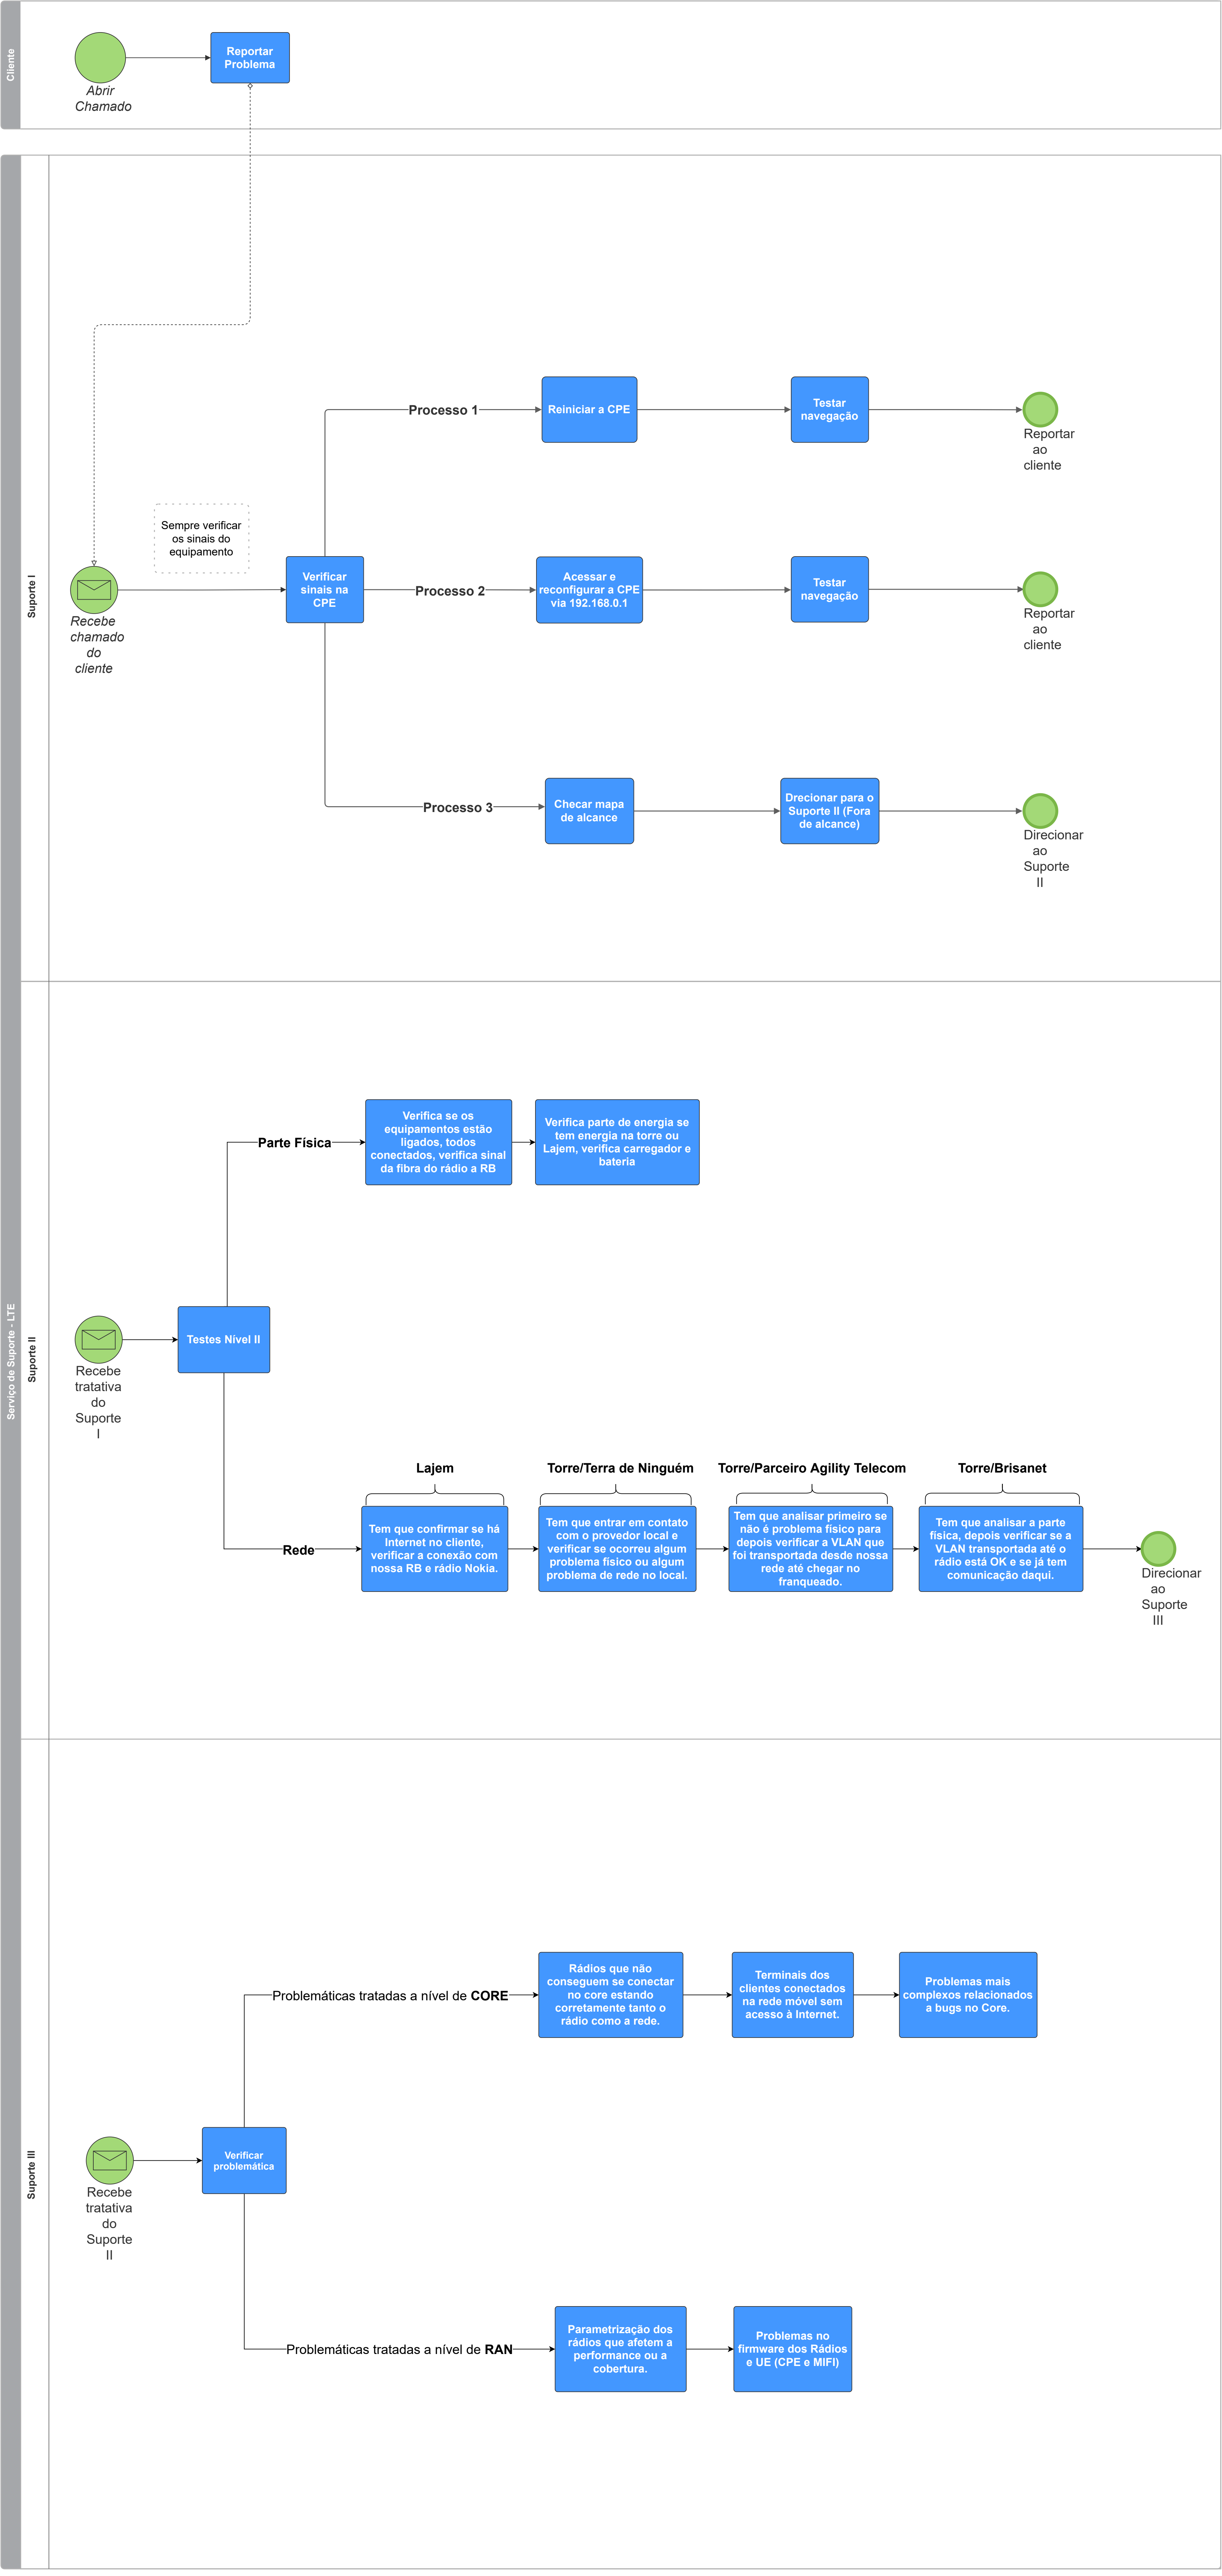 Cliente
Abrir
Chamado
Reportar
Problema
Serviço de Suporte - LTE
Suporte I
Sempre verificar
os sinais do
equipamento
Recebe
chamado
do
cliente
Verificar
sinais na
CPE
Processo 1
Reiniciar a CPE
Testar
navegação
Reportar
ao
cliente
Processo 2
Acessar e
reconfigurar a CPE
via 192.168.0.1
Testar
navegação
Reportar
ao
cliente
Processo 3
Checar mapa
de alcance
Drecionar para o
Suporte II (Fora
de alcance)
Direcionar
ao
Suporte
II
Suporte II
Recebe
tratativa
do
Suporte
I
Testes Nível II
Parte Física
Verifica se os
equipamentos estão
ligados, todos
conectados, verifica sinal
da fibra do rádio a RB
Verifica parte de energia se
tem energia na torre ou
Lajem, verifica carregador e
bateria
Rede
Lajem
Tem que confirmar se há
Internet no cliente,
verificar a conexão com
nossa RB e rádio Nokia.
Torre/Terra de Ninguém
Tem que entrar em contato
com o provedor local e
verificar se ocorreu algum
problema físico ou algum
problema de rede no local.
Torre/Parceiro Agility Telecom
Tem que analisar primeiro se
não é problema físico para
depois verificar a VLAN que
foi transportada desde nossa
rede até chegar no
franqueado.
Torre/Brisanet
Tem que analisar a parte
física, depois verificar se a
VLAN transportada até o
rádio está OK e se já tem
comunicação daqui.
Direcionar
ao
Suporte
III
Suporte III
Recebe
tratativa
do
Suporte
II
Verificar
problemática
Problemáticas tratadas a nível de CORE
Rádios que não
conseguem se conectar
no core estando
corretamente tanto o
rádio como a rede.
Terminais dos
clientes conectados
na rede móvel sem
acesso à Internet.
Problemas mais
complexos relacionados
a bugs no Core.
Problemáticas tratadas a nível de RAN
Parametrização dos
rádios que afetem a
performance ou a
cobertura.
Problemas no
firmware dos Rádios
e UE (CPE e MIFI)